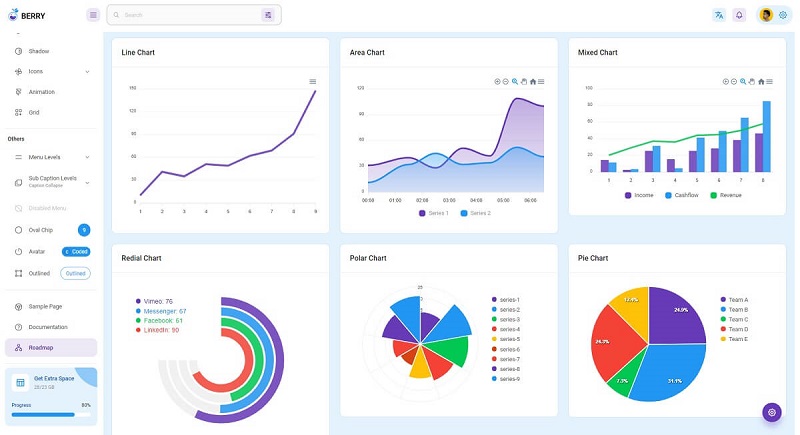 BERRY
Search
Shadow
Icons
Animation
Grid
Others
Menu Levels
Sub Caption Levels
Caption Collapse
Disabled Menu
Oval Chip
9
Avatar
Coded
Outlined
Outlined
Sample Page
Documentation
Roadmap
Get Extra Space
28/23 GB
Progress
80%
Line Chart
150
120
90
60
30
0
1 2 3 4 5 6 7 8 9
Area Chart
120
90
60
30
0
00:00 01:00 02:00 03:00 04:00 05:00 06:00
Series 1 Series 2
Mixed Chart
100
80
60
40
20
0
1 2 3 4 5 6 7 8
Income Cashflow Revenue
Redial Chart
Vimeo: 76
Messenger: 67
Facebook: 61
LinkedIn: 90
Polar Chart
25
series-1
series-2
series-3
series-4
series-5
series-6
series-7
series-8
series-9
Pie Chart
12.4%
24.9%
24.3%
7.3%
31.1%
Team A
Team B
Team C
Team D
Team E